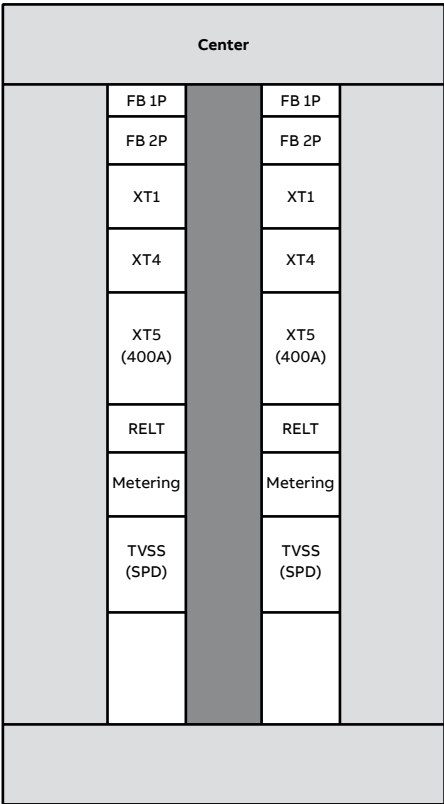 Center
FB 1P
FB 1P
FB 2P
FB 2P
XT1
XT1
XT4
XT4
XT5
(400A)
XT5
(400A)
RELT
RELT
Metering
Metering
TVSS
(SPD)
TVSS
(SPD)